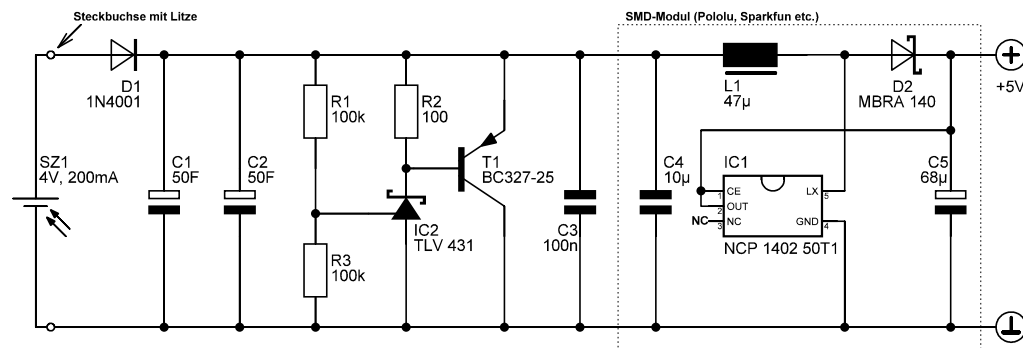 Steckbuchse mit Litze
SMD-Modul (Pololu, Sparkfun etc.)
D1
1N4001
L1
47µ
D2
MBRA 140
+5V
R1
100k
R2
100
SZ1
4V, 200mA
C1
50F
C2
50F
T1
BC327-25
C4
10µ
IC1
C5
68µ
CE
1
OUT
2
NC
NC
3
LX
5
GND
4
NCP 1402 50T1
IC2
TLV 431
C3
100n
R3
100k